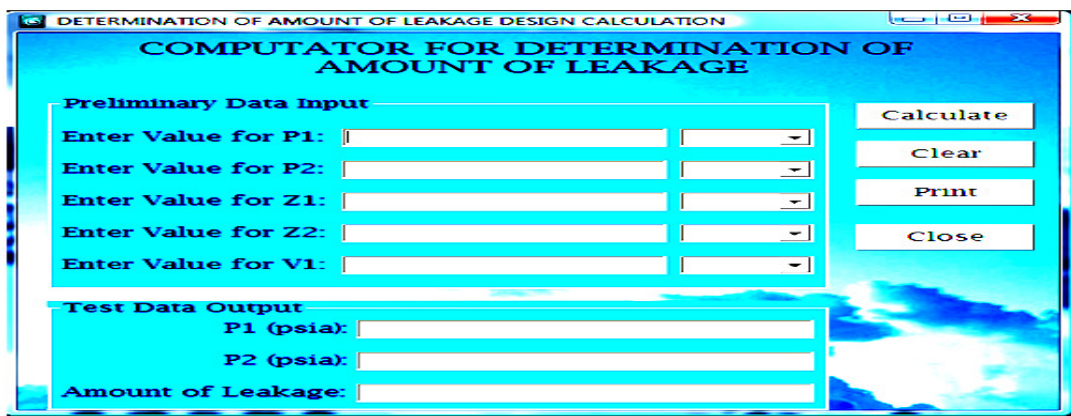 DETERMINATION OF AMOUNT OF LEAKAGE DESIGN CALCULATION
COMPUTATOR FOR DETERMINATION OF
AMOUNT OF LEAKAGE
Preliminary Data Input
Enter Value for P1:
Enter Value for P2:
Enter Value for Z1:
Enter Value for Z2:
Enter Value for V1:
Calculate
Clear
Print
Close
Test Data Output
P1 (psia):
P2 (psia):
Amount of Leakage: